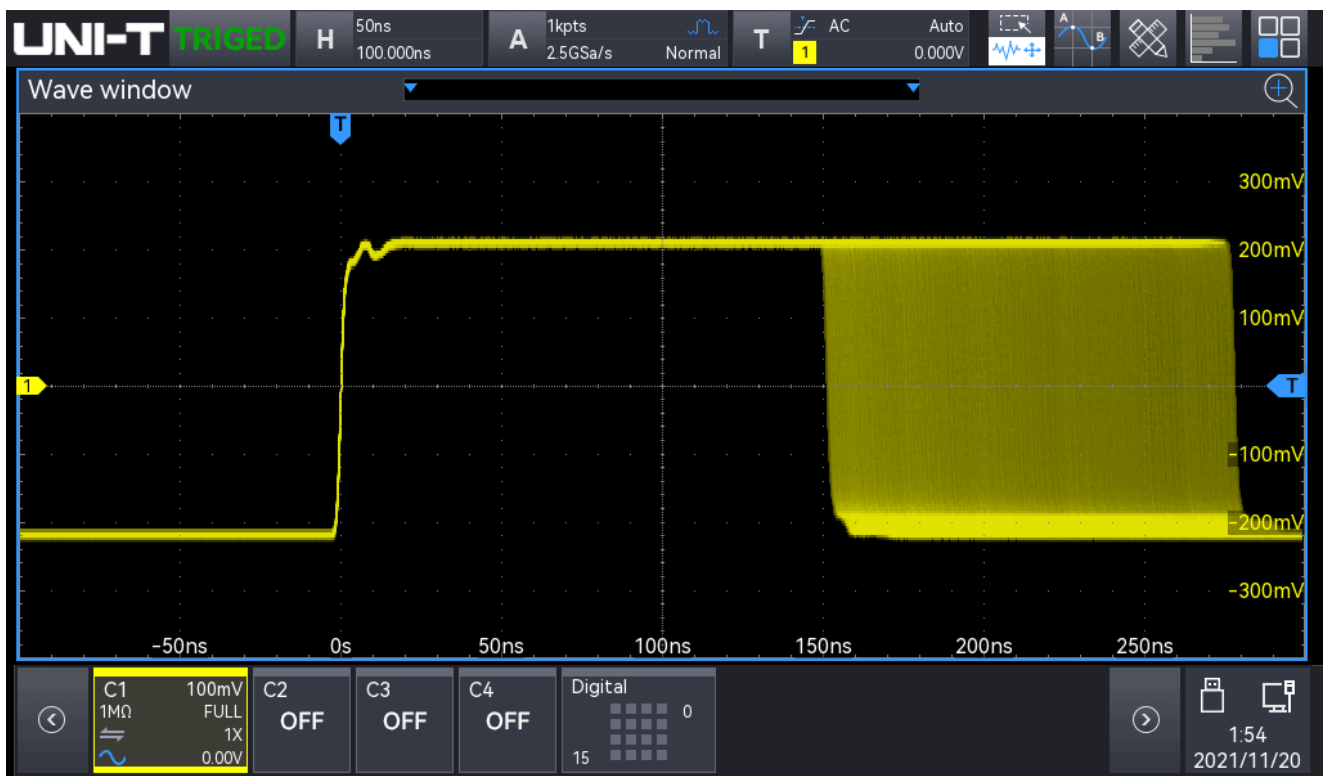 UNI-T TRIGED H 50ns 100.000ns A 1kpts 2.5GSa/s Normal T 1 AC Auto 0.000V A B
Wave window
T
300mV
200mV
100mV
1 T
-100mV
-200mV
-300mV
-50ns 0s 50ns 100ns 150ns 200ns 250ns
C1 100mV C2 C3 C4 Digital
1MΩ FULL OFF OFF OFF 0
1X
0.00V 15
1:54
2021/11/20